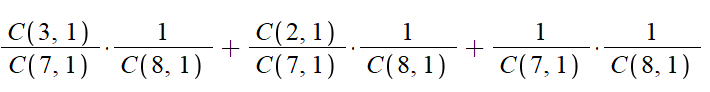 C(3, 1)/C(7, 1) · 1/C(8, 1) + C(2, 1)/C(7, 1) · 1/C(8, 1) + 1/C(7, 1) · 1/C(8, 1)